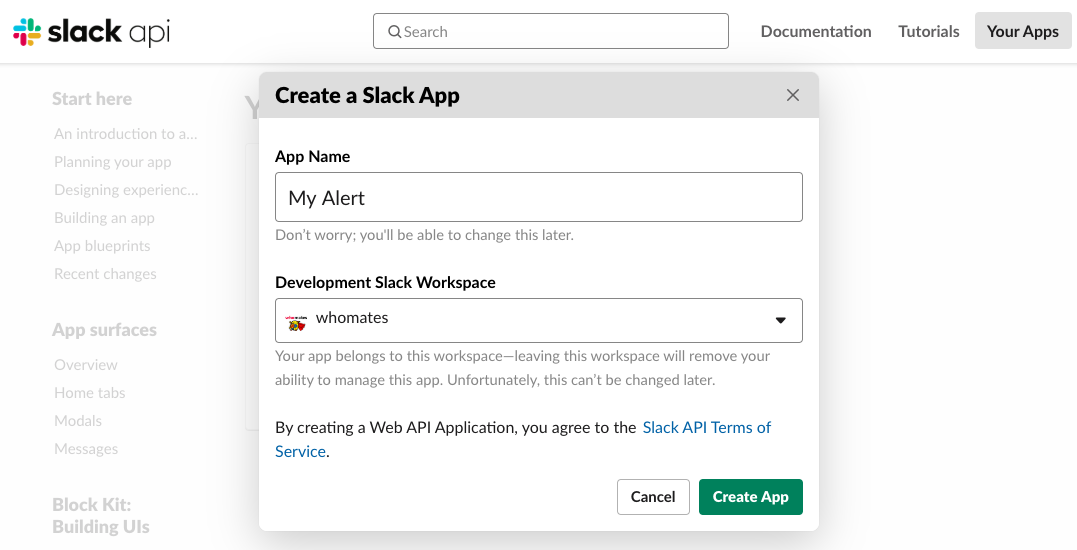 slack api
Search
Documentation
Tutorials
Your Apps
Start here
An introduction to a...
Planning your app
Designing experienc...
Building an app
App blueprints
Recent changes
App surfaces
Overview
Home tabs
Modals
Messages
Block Kit:
Building UIs
Y
Create a Slack App
App Name
My Alert
Don't worry; you'll be able to change this later.
Development Slack Workspace
whomates
Your app belongs to this workspace—leaving this workspace will remove your
ability to manage this app. Unfortunately, this can't be changed later.
By creating a Web API Application, you agree to the Slack API Terms of
Service.
Cancel
Create App